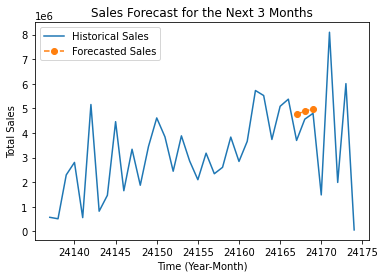 Sales Forecast for the Next 3 Months
1e6
Historical Sales
Forecasted Sales
8
7
6
5
4
3
2
1
0
Total Sales
24140 24145 24150 24155 24160 24165 24170 24175
Time (Year-Month)